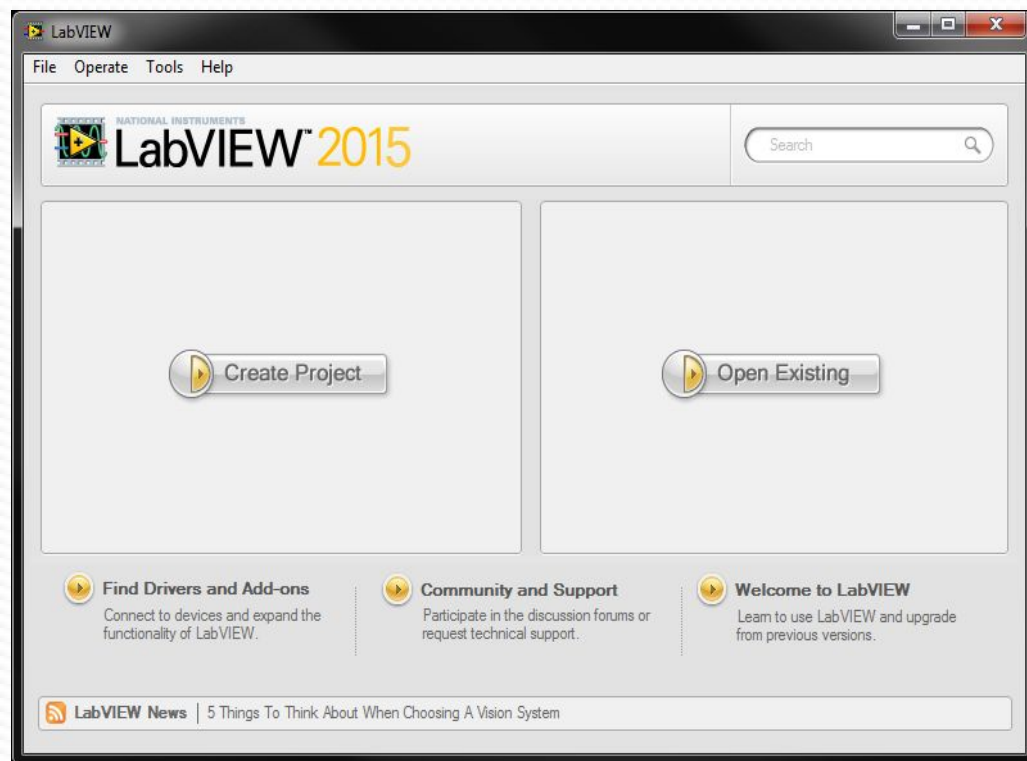 LabVIEW
File Operate Tools Help
NATIONAL INSTRUMENTS
LabVIEW™ 2015
Search
Create Project
Open Existing
Find Drivers and Add-ons
Connect to devices and expand the
functionality of LabVIEW.
Community and Support
Participate in the discussion forums or
request technical support.
Welcome to LabVIEW
Learn to use LabVIEW and upgrade
from previous versions.
LabVIEW News | 5 Things To Think About When Choosing A Vision System